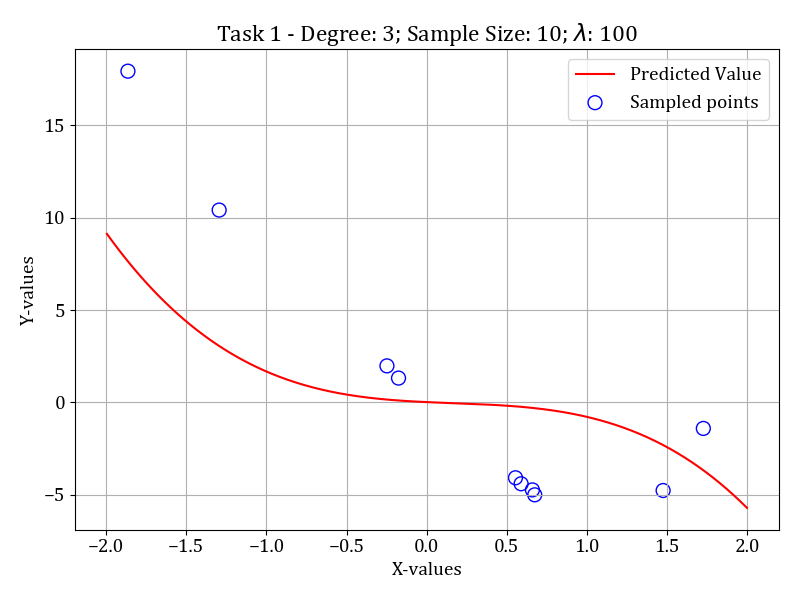 Task 1 - Degree: 3; Sample Size: 10; λ: 100
Predicted Value
Sampled points
Y-values
15
10
5
0
−5
−2.0 −1.5 −1.0 −0.5 0.0 0.5 1.0 1.5 2.0
X-values